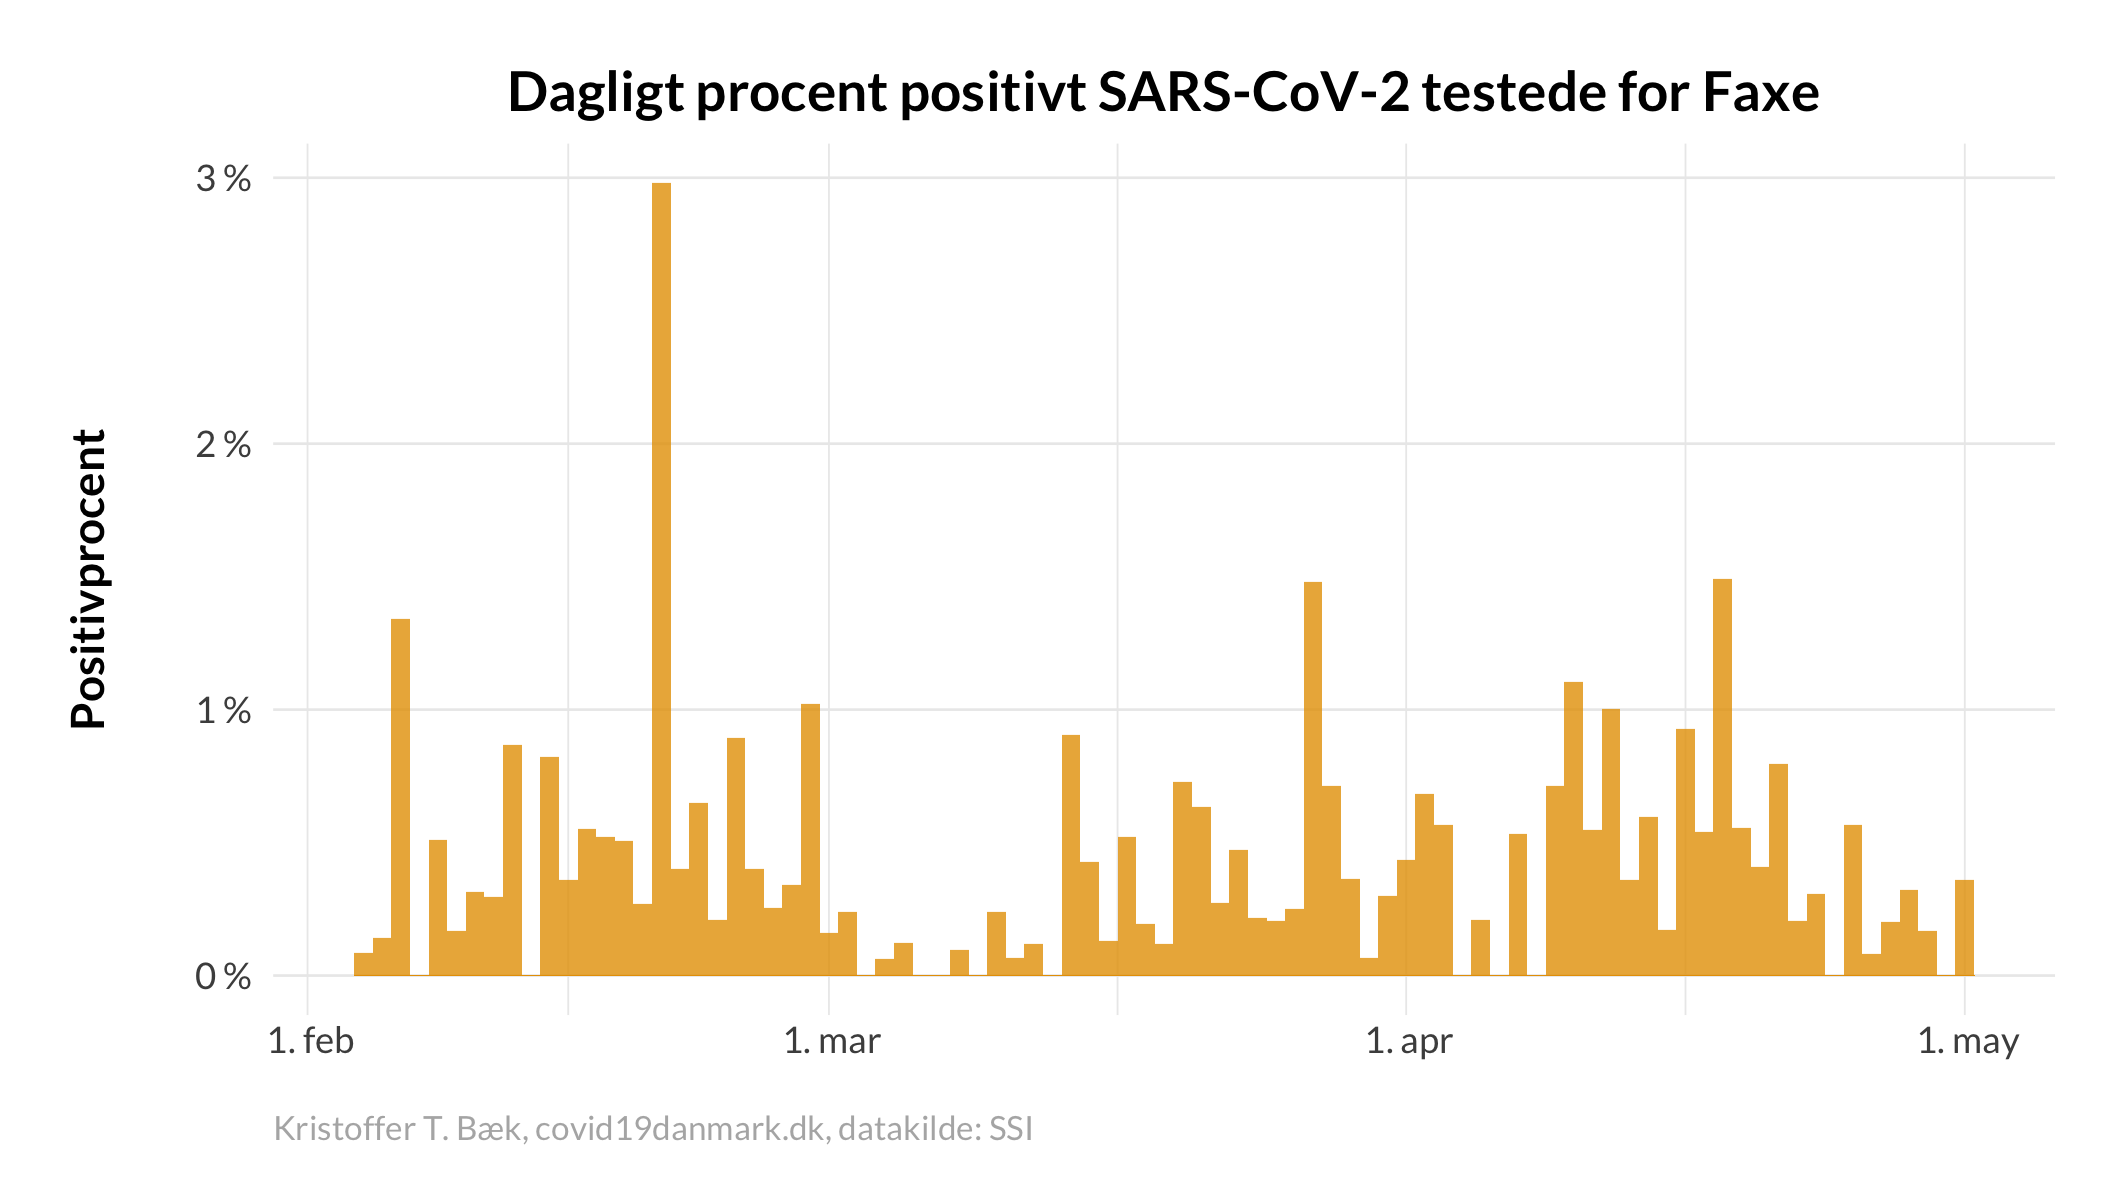 Dagligt procent positivt SARS-CoV-2 testede for Faxe
Positivprocent
3 %
2 %
1 %
0 %
1. feb
1. mar
1. apr
1. may
Kristoffer T. Bæk, covid19danmark.dk, datakilde: SSI